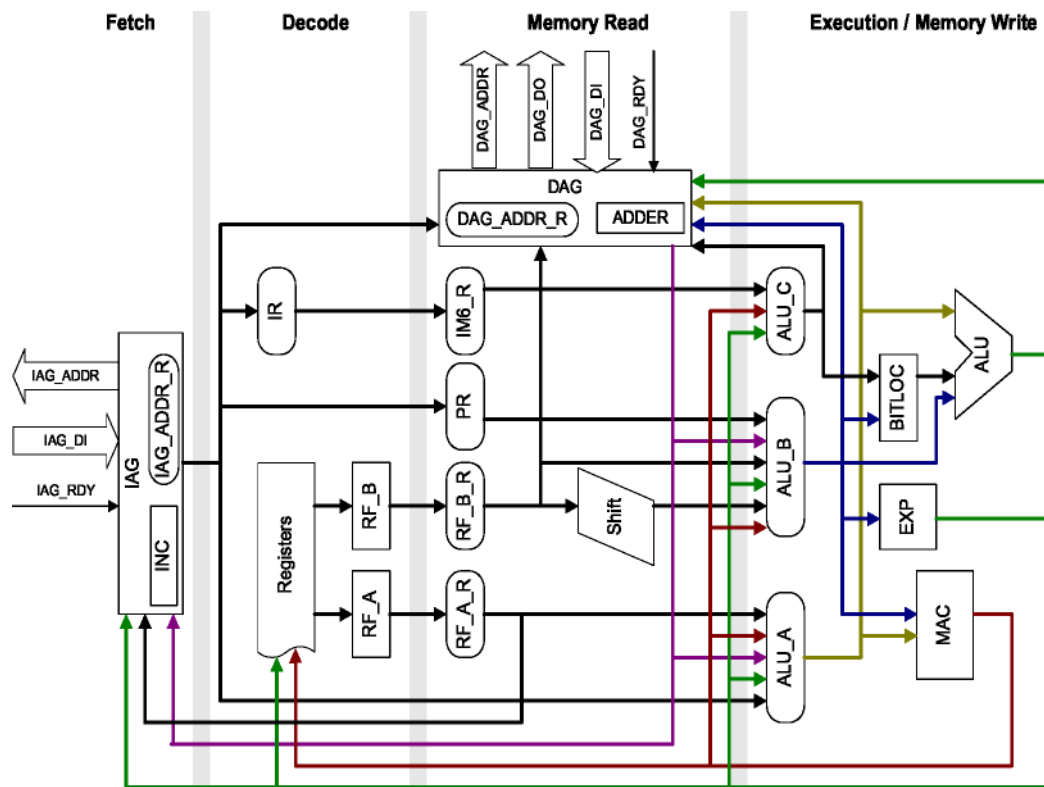 Fetch
Decode
Memory Read
Execution / Memory Write
DAG_ADDR
DAG_DO
DAG_DI
DAG_RDY
DAG
DAG_ADDR_R
ADDER
IR
IM6_R
ALU_C
ALU
BITLOC
IAG_ADDR
IAG_DI
IAG_RDY
IAG
IAG_ADDR_R
INC
PR
ALU_B
Registers
RF_B
RF_B_R
Shift
EXP
RF_A
RF_A_R
ALU_A
MAC